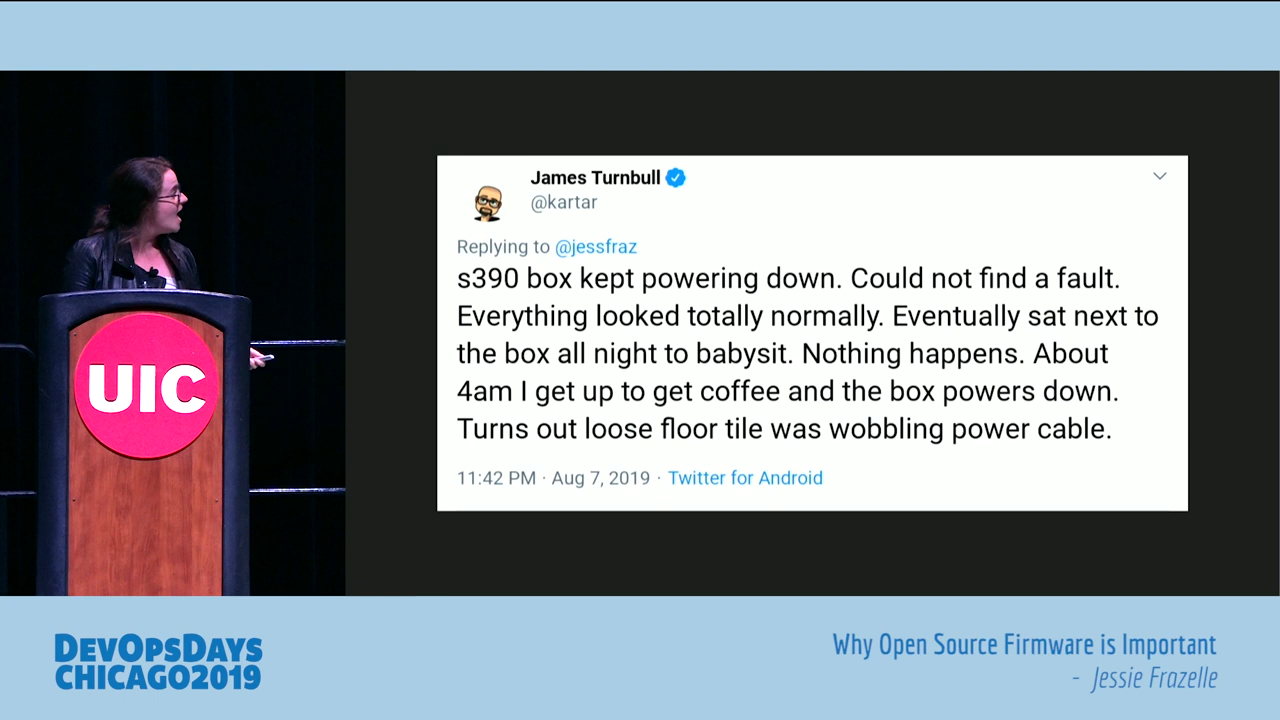 James Turnbull
@kartar
Replying to @jessfraz
s390 box kept powering down. Could not find a fault.
Everything looked totally normally. Eventually sat next to
the box all night to babysit. Nothing happens. About
4am I get up to get coffee and the box powers down.
Turns out loose floor tile was wobbling power cable.
11:42 PM · Aug 7, 2019 · Twitter for Android
UIC
DEVOPSDAYS
CHICAGO2019
Why Open Source Firmware is Important
- Jessie Frazelle